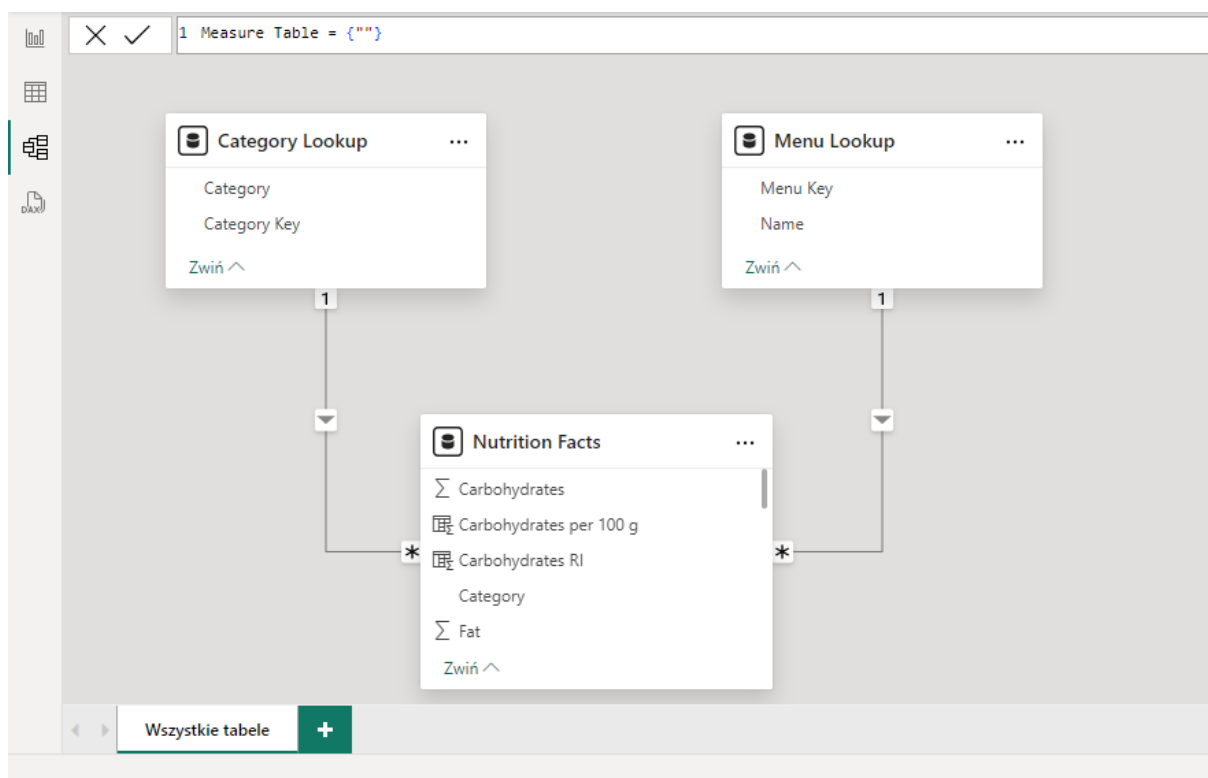 1 Measure Table = {""}
DAX
Category Lookup ...
Category
Category Key
Zwiń
Menu Lookup ...
Menu Key
Name
Zwiń
1
1
Nutrition Facts ...
∑ Carbohydrates
Carbohydrates per 100 g
* Carbohydrates RI *
Category
∑ Fat
Zwiń
Wszystkie tabele +